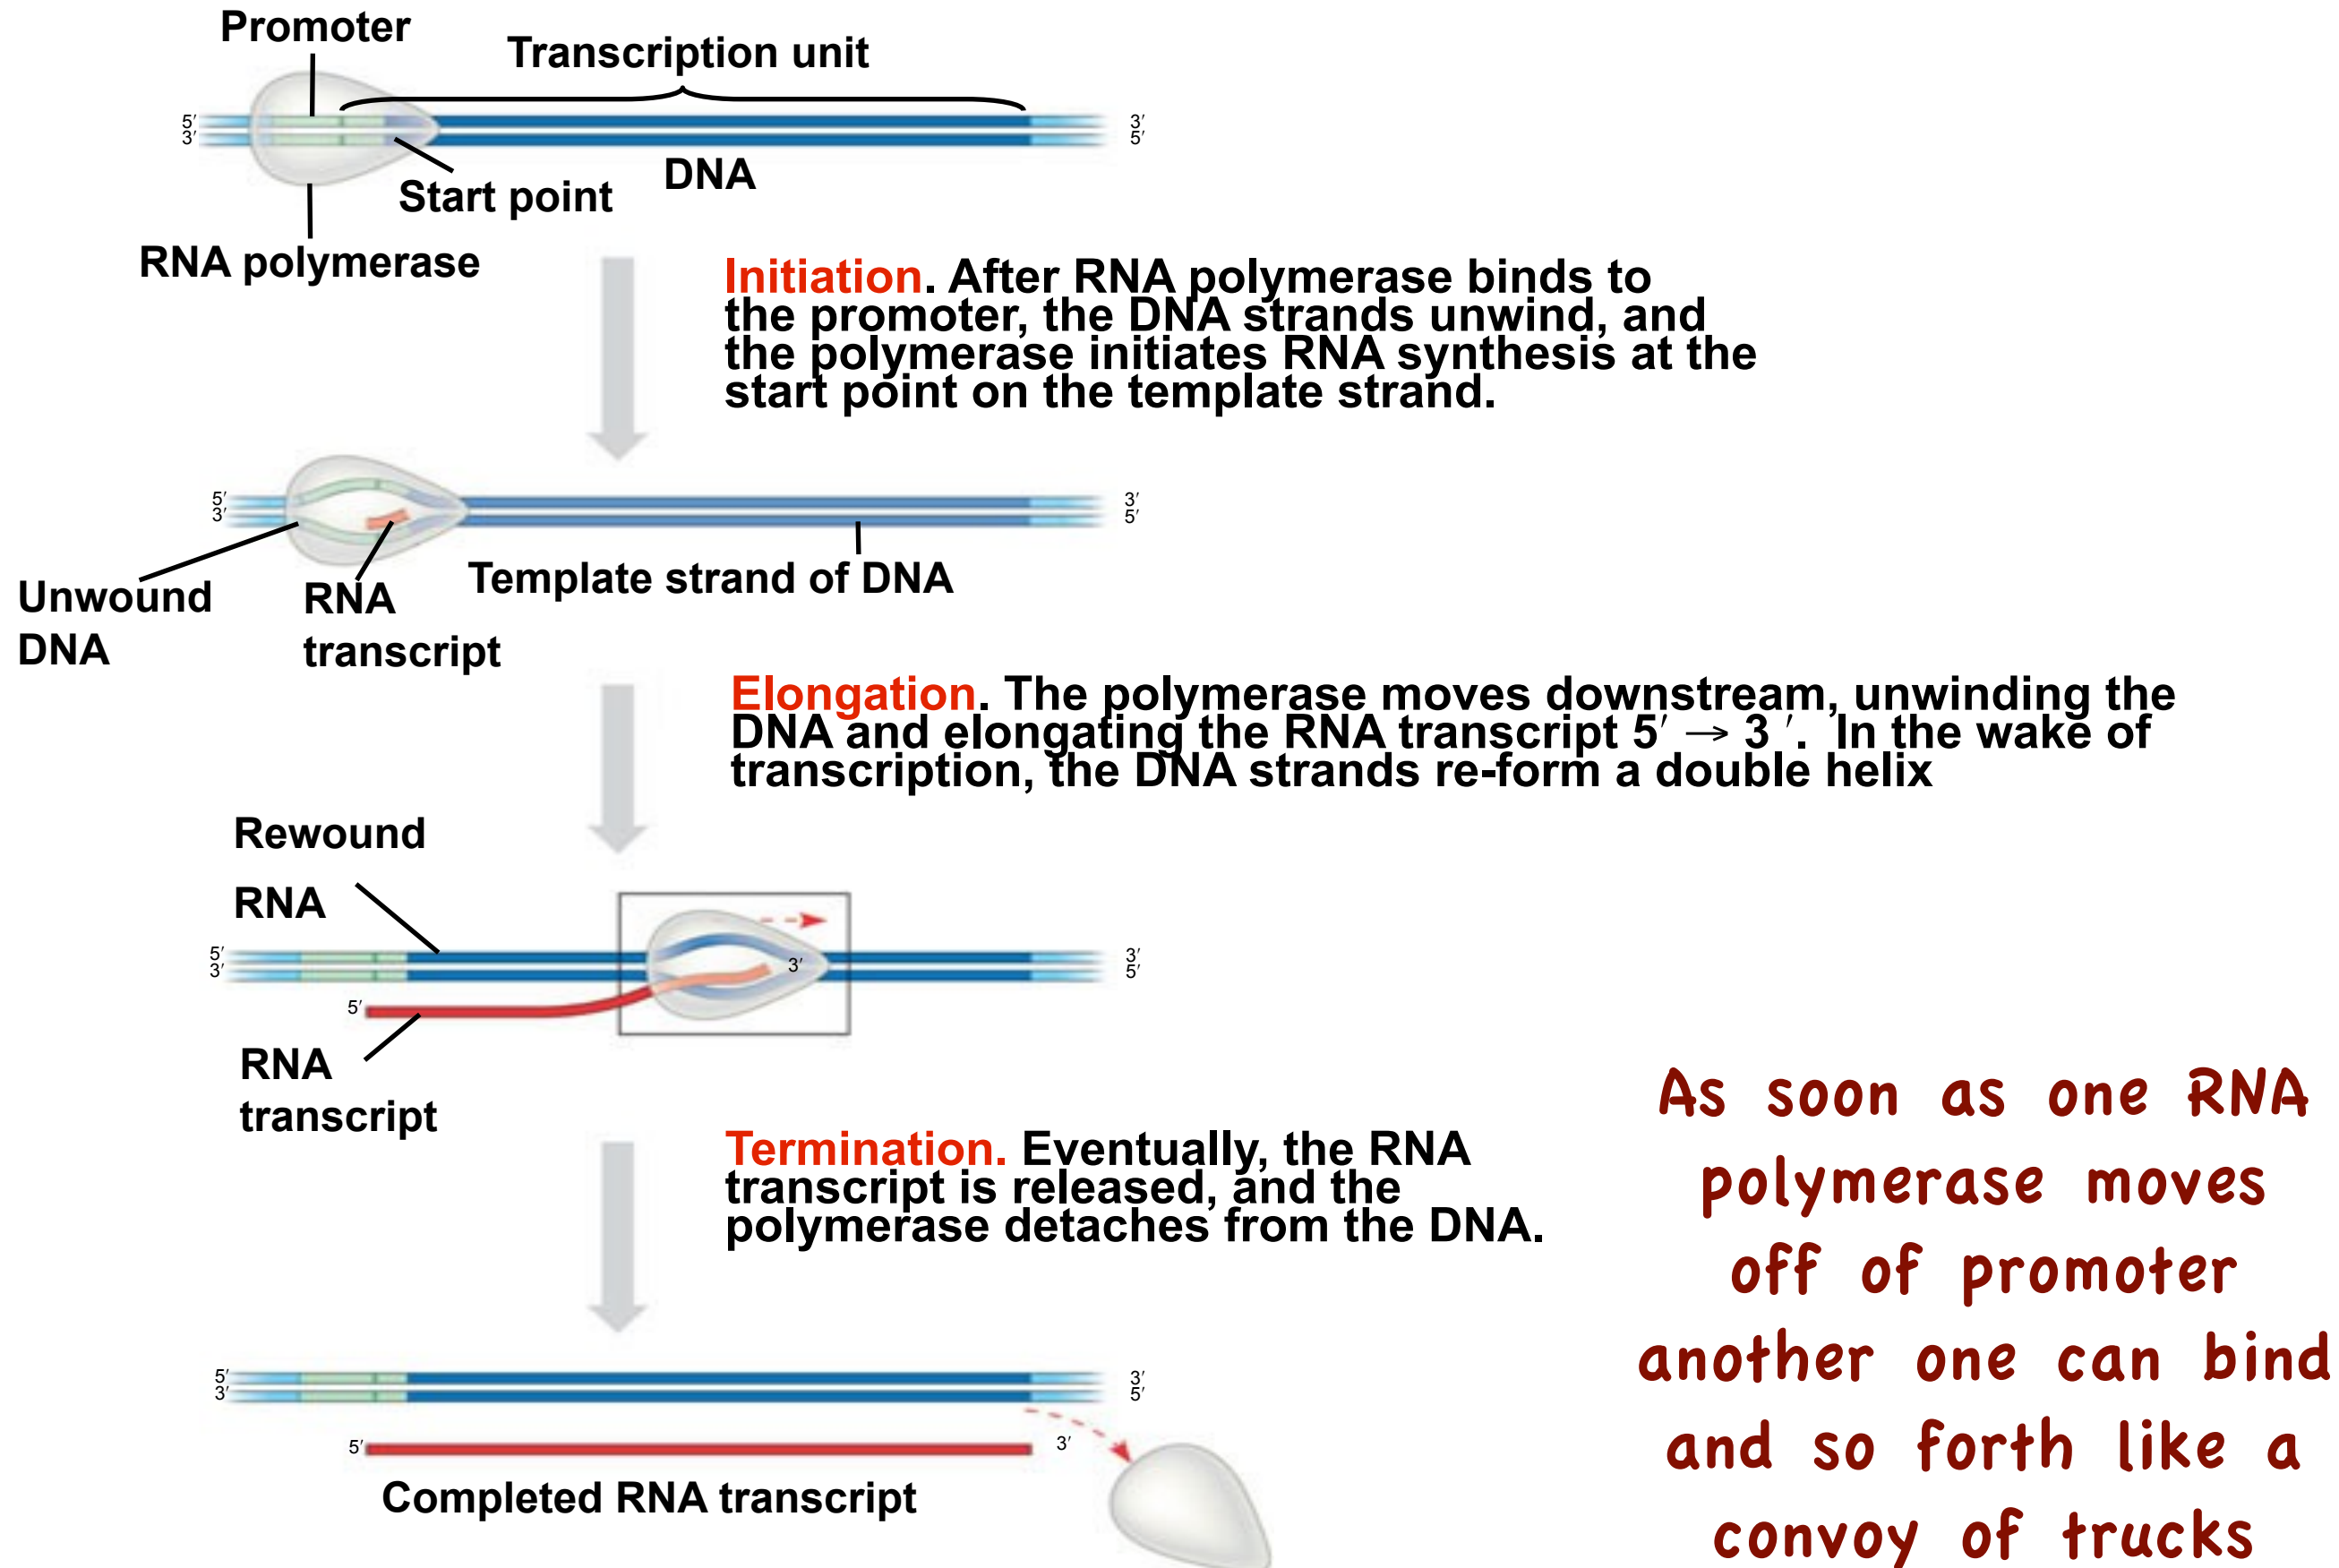 Promoter
Transcription unit
5′
3′
3′
5′
Start point
DNA
RNA polymerase
Initiation. After RNA polymerase binds to
the promoter, the DNA strands unwind, and
the polymerase initiates RNA synthesis at the
start point on the template strand.
5′
3′
3′
5′
Unwound
DNA
RNA
transcript
Template strand of DNA
Elongation. The polymerase moves downstream, unwinding the
DNA and elongating the RNA transcript 5′ → 3 ′. In the wake of
transcription, the DNA strands re-form a double helix
Rewound
RNA
5′
3′
3′
3′
5′
5′
RNA
transcript
Termination. Eventually, the RNA
transcript is released, and the
polymerase detaches from the DNA.
5′
3′
3′
5′
5′
3′
Completed RNA transcript
As soon as one RNA
polymerase moves
off of promoter
another one can bind
and so forth like a
convoy of trucks